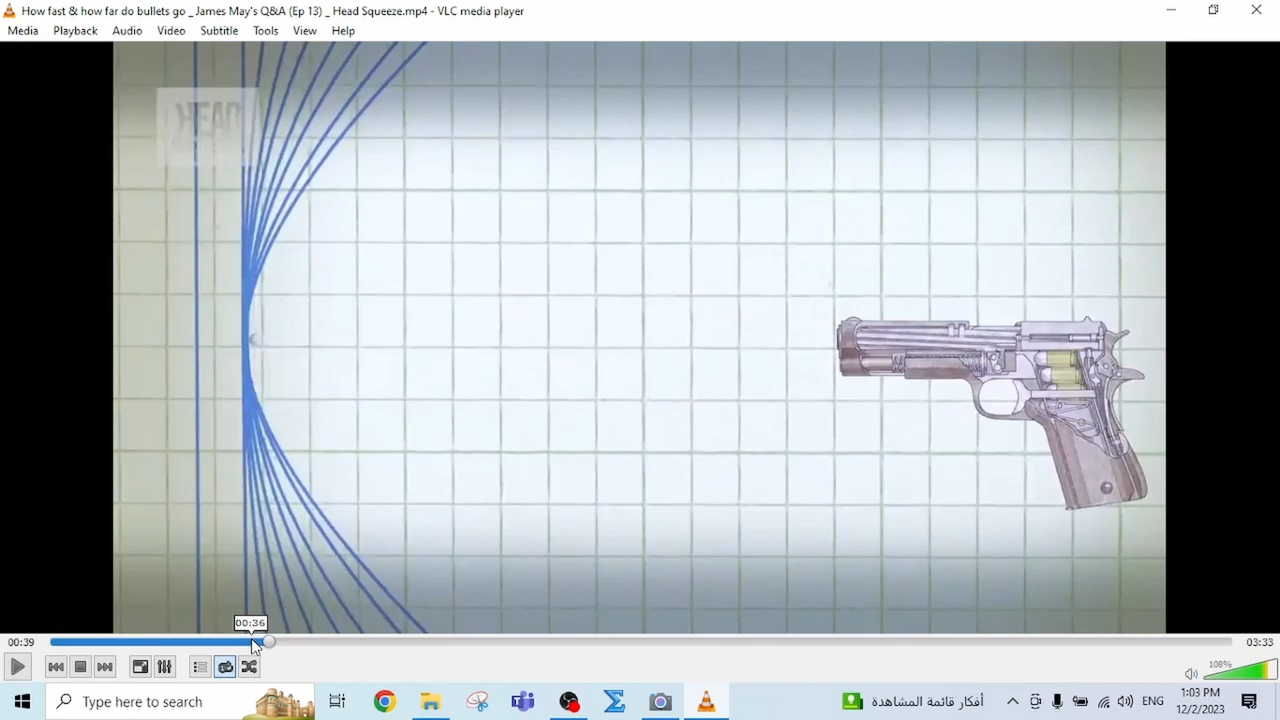 How fast & how far do bullets go _ James May's Q&A (Ep 13) _ Head Squeeze.mp4 - VLC media player
Media Playback Audio Video Subtitle Tools View Help
HEAD
00:36
00:39
03:33
108%
Type here to search
أفكار قائمة المشاهدة
ENG
1:03 PM
12/2/2023